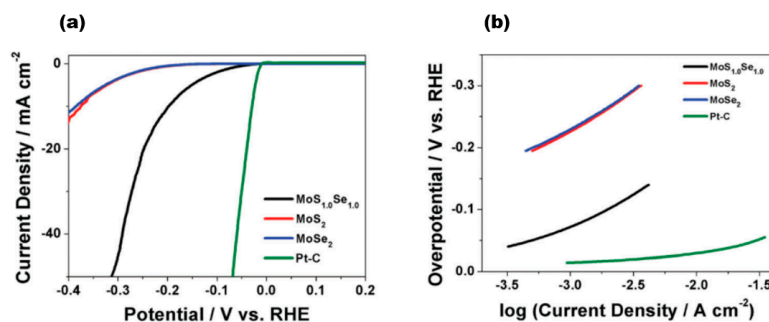 (a)
Current Density / mA cm⁻²
0
-20
-40
MoS₁.₀Se₁.₀
MoS₂
MoSe₂
Pt-C
-0.4 -0.3 -0.2 -0.1 0.0 0.1 0.2
Potential / V vs. RHE
(b)
Overpotential / V vs. RHE
-0.3
-0.2
-0.1
0.0
MoS₁.₀Se₁.₀
MoS₂
MoSe₂
Pt-C
-3.5 -3.0 -2.5 -2.0 -1.5
log (Current Density / A cm⁻²)